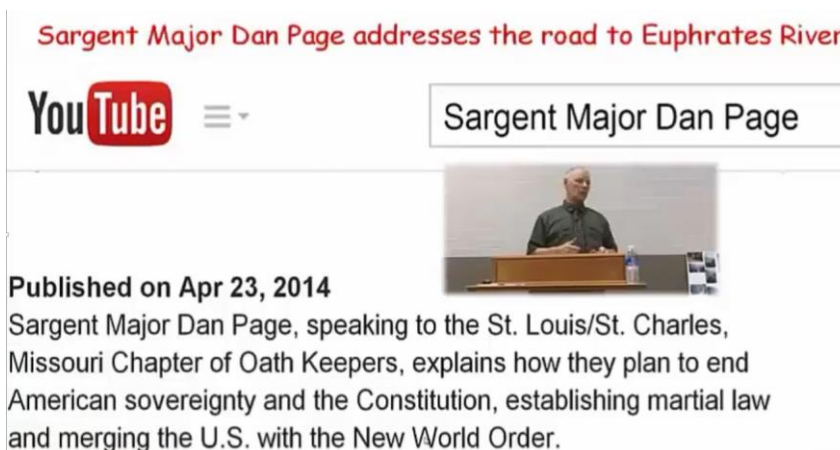 Sargent Major Dan Page addresses the road to Euphrates River
YouTube
Sargent Major Dan Page
Published on Apr 23, 2014
Sargent Major Dan Page, speaking to the St. Louis/St. Charles,
Missouri Chapter of Oath Keepers, explains how they plan to end
American sovereignty and the Constitution, establishing martial law
and merging the U.S. with the New World Order.